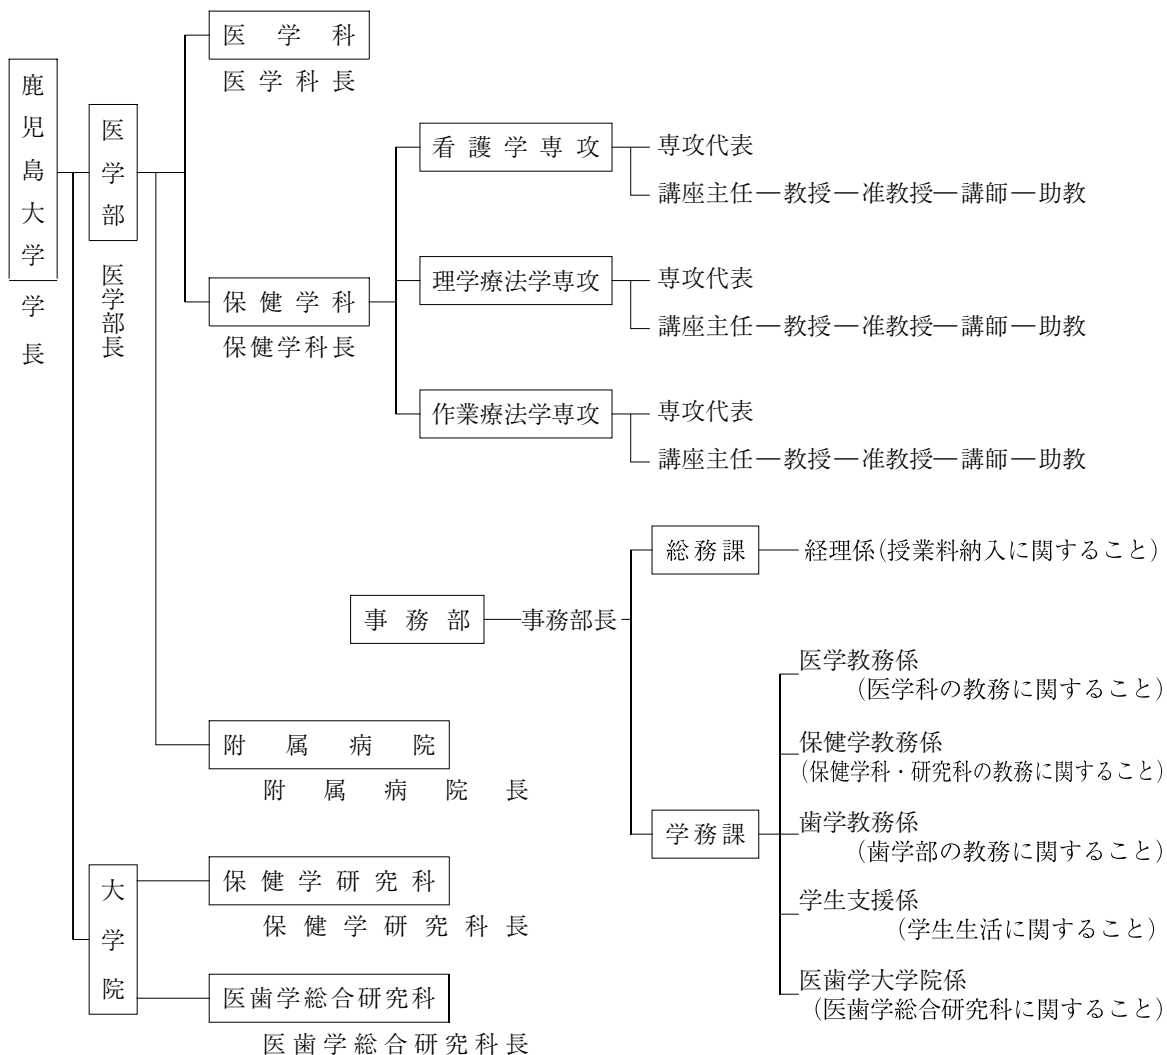 鹿児島大学
学長
医学部
医学部長
医学科
医学科長
保健学科
保健学科長
看護学専攻
専攻代表
講座主任―教授―准教授―講師―助教
理学療法学専攻
専攻代表
講座主任―教授―准教授―講師―助教
作業療法学専攻
専攻代表
講座主任―教授―准教授―講師―助教
事務部
事務部長
総務課
経理係(授業料納入に関すること)
学務課
医学教務係
(医学科の教務に関すること)
保健学教務係
(保健学科・研究科の教務に関すること)
歯学教務係
(歯学部の教務に関すること)
学生支援係
(学生生活に関すること)
医歯学大学院係
(医歯学総合研究科に関すること)
附属病院
附属病院長
大学院
保健学研究科
保健学研究科長
医歯学総合研究科
医歯学総合研究科長